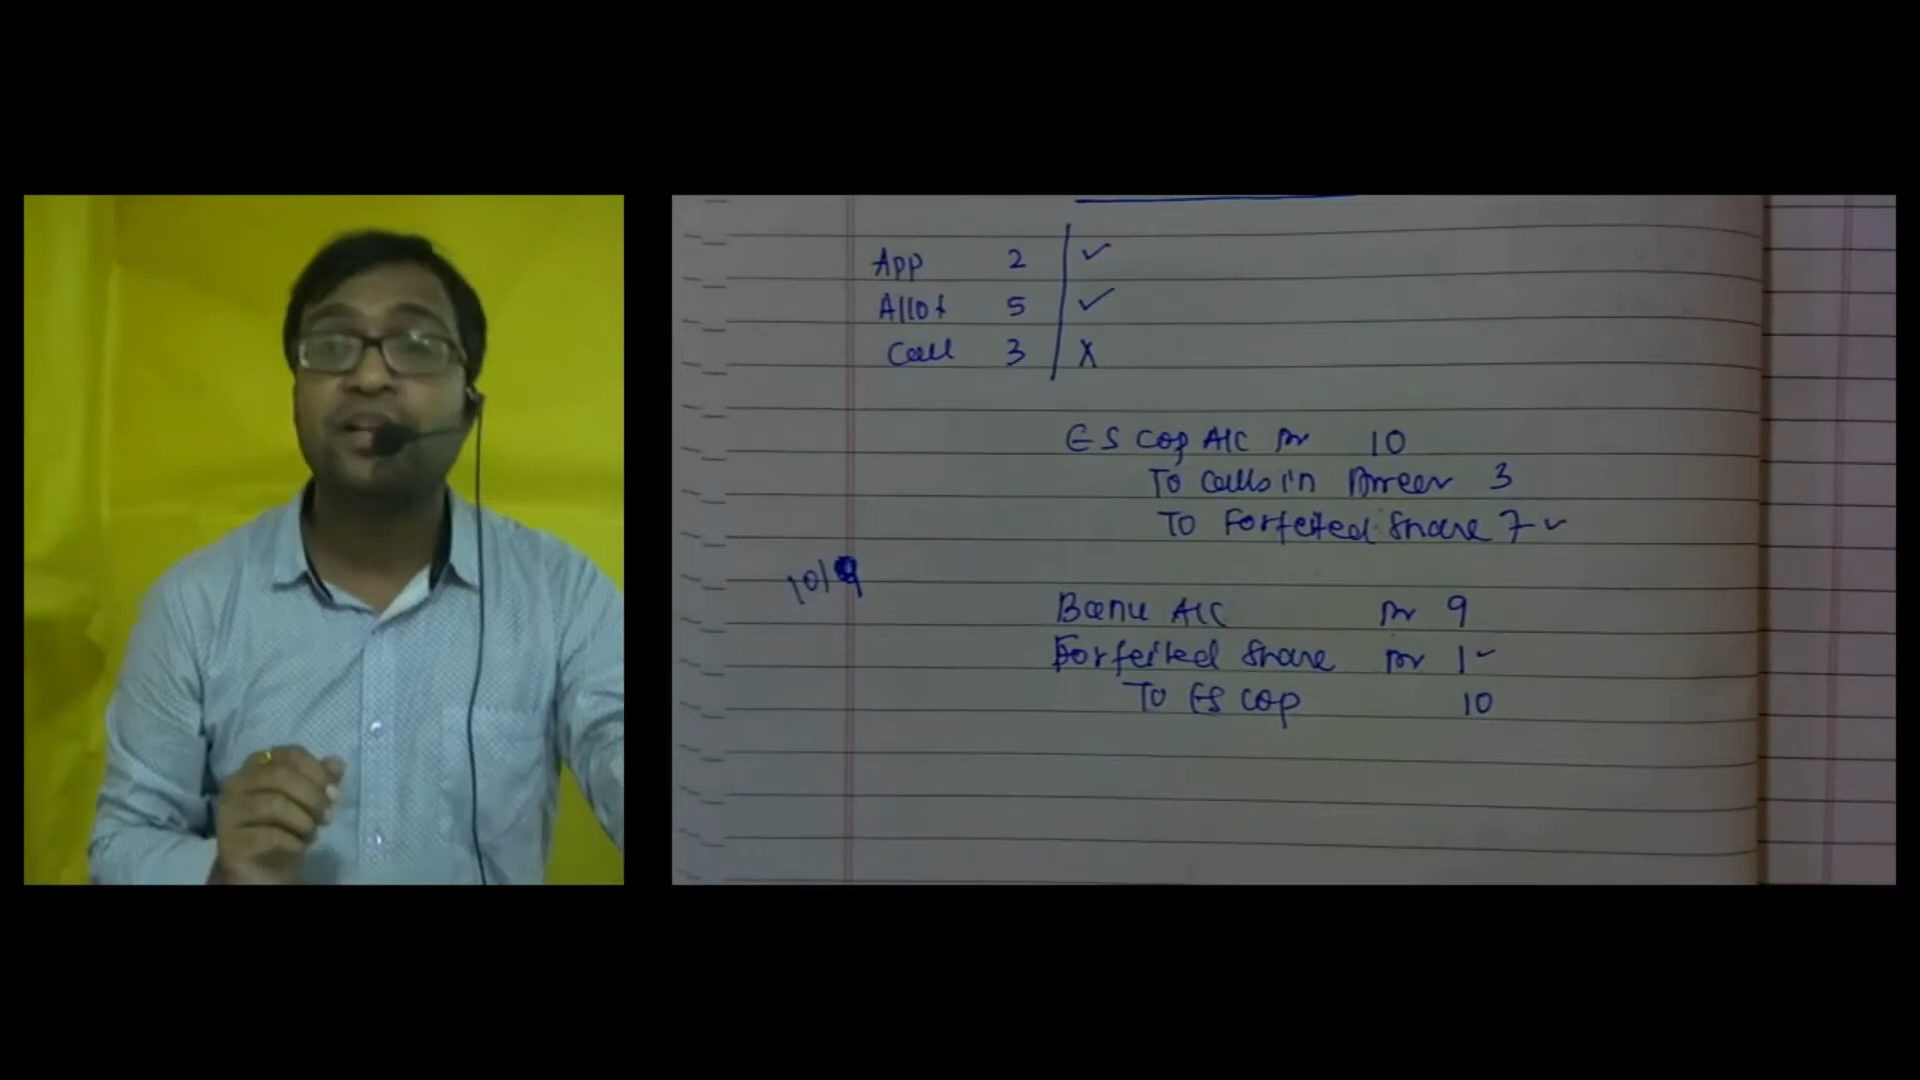 App 2 ✓
Allot 5 ✓
Call 3 X
ES Cap A/C Dr 10
To Calls in Arrear 3
To Forfeited Share 7 ✓
10/9
Bank A/C Dr 9
Forfeited Share Dr 1 ✓
To ES Cap 10